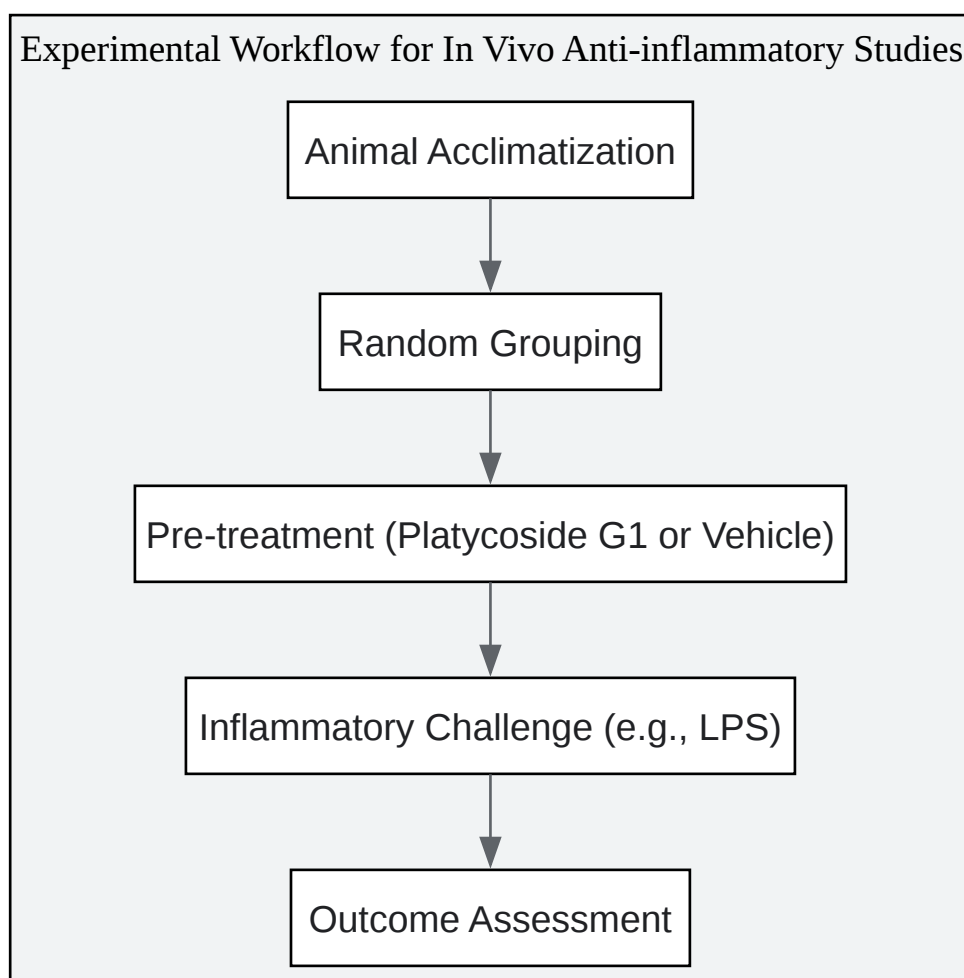 Experimental Workflow for In Vivo Anti-inflammatory Studies
Animal Acclimatization
Random Grouping
Pre-treatment (Platycoside G1 or Vehicle)
Inflammatory Challenge (e.g., LPS)
Outcome Assessment